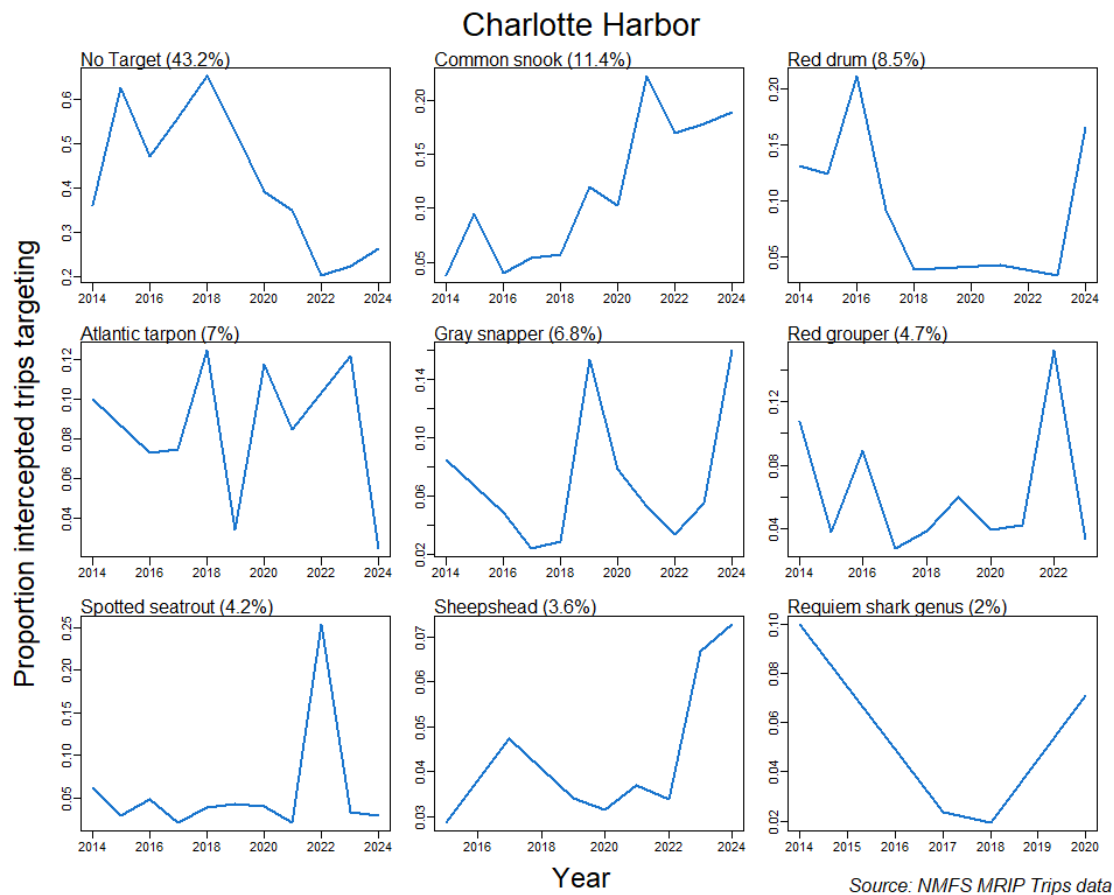 Charlotte Harbor
No Target (43.2%)
Common snook (11.4%)
Red drum (8.5%)
0.2 0.3 0.4 0.5 0.6
0.05 0.10 0.15 0.20
0.05 0.10 0.15 0.20
2014 2016 2018 2020 2022 2024
2014 2016 2018 2020 2022 2024
2014 2016 2018 2020 2022 2024
Proportion intercepted trips targeting
Atlantic tarpon (7%)
Gray snapper (6.8%)
Red grouper (4.7%)
0.04 0.06 0.08 0.10 0.12
0.02 0.06 0.10 0.14
0.04 0.08 0.12
2014 2016 2018 2020 2022 2024
2014 2016 2018 2020 2022 2024
2014 2016 2018 2020 2022
Spotted seatrout (4.2%)
Sheepshead (3.6%)
Requiem shark genus (2%)
0.05 0.10 0.15 0.20 0.25
0.03 0.04 0.05 0.06 0.07
0.02 0.04 0.06 0.08 0.10
2014 2016 2018 2020 2022 2024
2016 2018 2020 2022 2024
2014 2015 2016 2017 2018 2019 2020
Year
Source: NMFS MRIP Trips data